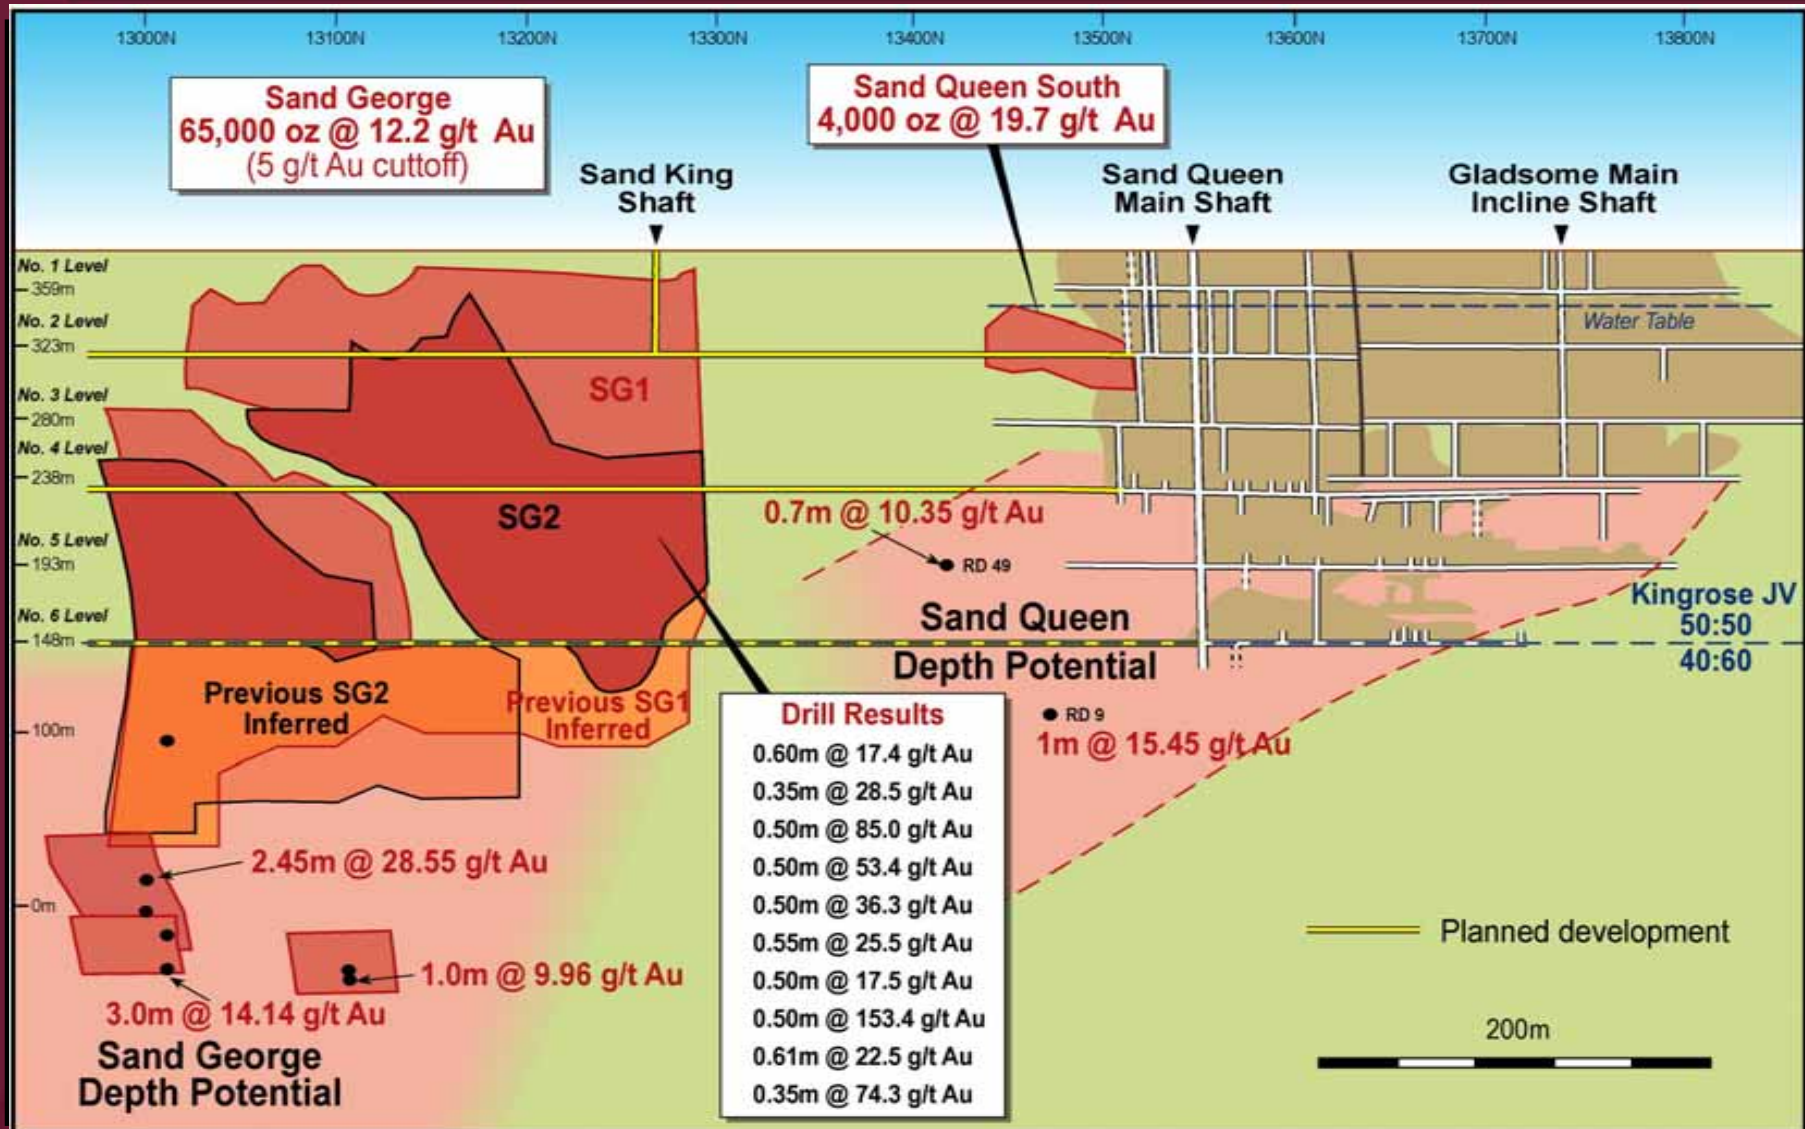 13000N 13100N 13200N 13300N 13400N 13500N 13600N 13700N 13800N
Sand George
65,000 oz @ 12.2 g/t Au
(5 g/t Au cuttoff)
Sand Queen South
4,000 oz @ 19.7 g/t Au
Sand King
Shaft
Sand Queen
Main Shaft
Gladsome Main
Incline Shaft
No. 1 Level
359m
No. 2 Level
323m
No. 3 Level
280m
No. 4 Level
238m
No. 5 Level
193m
No. 6 Level
148m
100m
0m
Water Table
SG1
SG2
0.7m @ 10.35 g/t Au
RD 49
Sand Queen
Depth Potential
Kingrose JV
50:50
40:60
RD 9
1m @ 15.45 g/t Au
Previous SG2
Inferred
Previous SG1
Inferred
Drill Results
0.60m @ 17.4 g/t Au
0.35m @ 28.5 g/t Au
0.50m @ 85.0 g/t Au
0.50m @ 53.4 g/t Au
0.50m @ 36.3 g/t Au
0.55m @ 25.5 g/t Au
0.50m @ 17.5 g/t Au
0.50m @ 153.4 g/t Au
0.61m @ 22.5 g/t Au
0.35m @ 74.3 g/t Au
2.45m @ 28.55 g/t Au
1.0m @ 9.96 g/t Au
3.0m @ 14.14 g/t Au
Sand George
Depth Potential
Planned development
200m